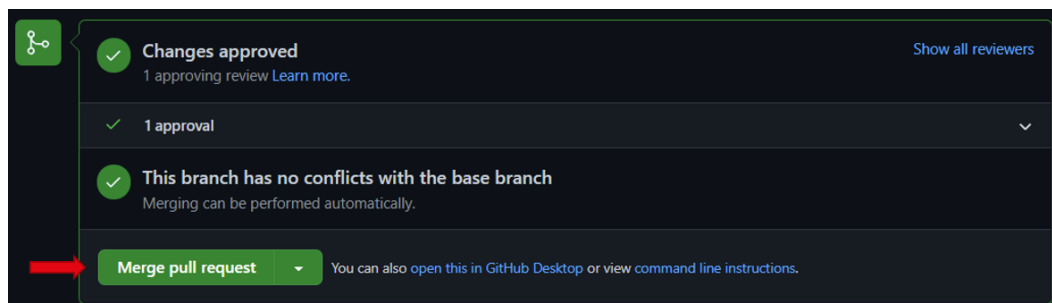 Changes approved
Show all reviewers
1 approving review Learn more.
1 approval
This branch has no conflicts with the base branch
Merging can be performed automatically.
Merge pull request
You can also open this in GitHub Desktop or view command line instructions.